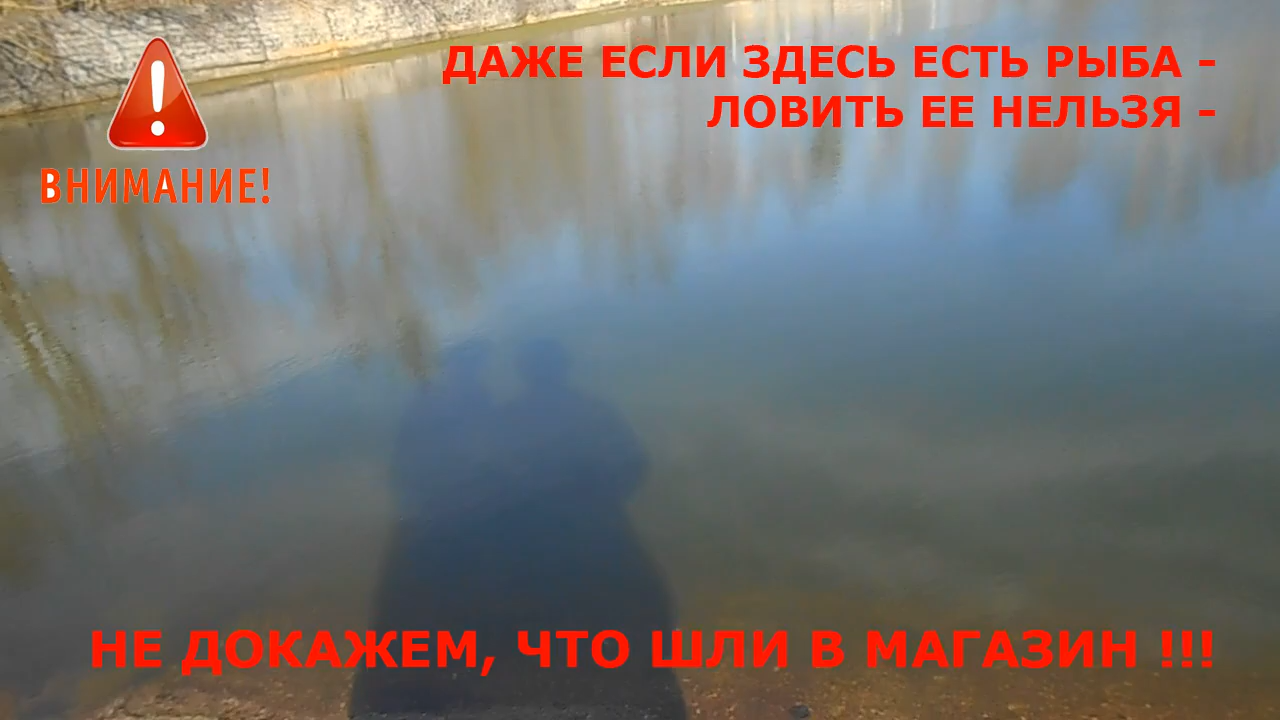 ВНИМАНИЕ!
ДАЖЕ ЕСЛИ ЗДЕСЬ ЕСТЬ РЫБА -
ЛОВИТЬ ЕЕ НЕЛЬЗЯ -
НЕ ДОКАЖЕМ, ЧТО ШЛИ В МАГАЗИН !!!